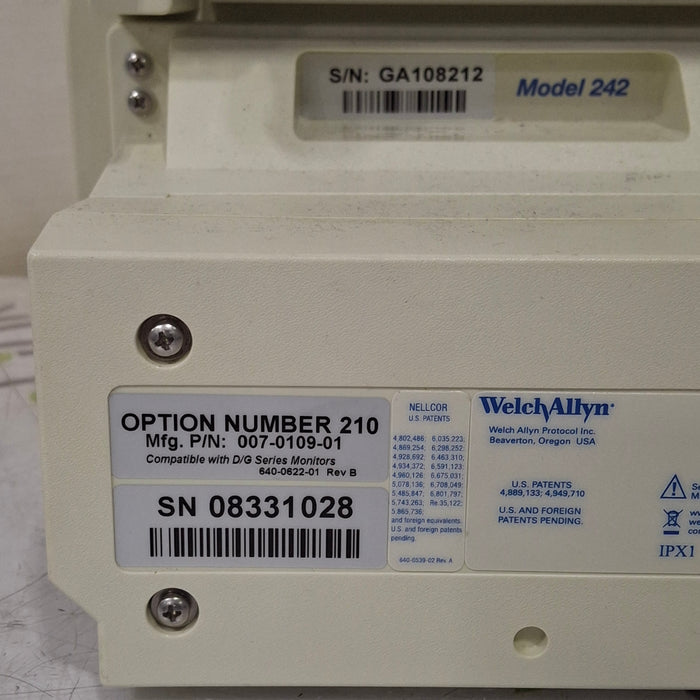 S/N: GA108212
Model 242
OPTION NUMBER 210
Mfg. P/N: 007-0109-01
Compatible with D/G Series Monitors
640-0622-01 Rev B
SN 08331028
NELLCOR
U.S. PATENTS
4,802,486; 6,035,223;
4,869,254; 6,298,252;
4,928,692; 6,463,310;
4,934,372; 6,591,123;
4,960,126; 6,675,031;
5,078,136; 6,708,049;
5,485,847; 6,801,797;
5,743,263; Re.35,122;
5,865,736;
and foreign equivalents.
U.S. and foreign patents
pending.
640-0539-02 Rev A
WelchAllyn
Welch Allyn Protocol Inc.
Beaverton, Oregon USA
U.S. PATENTS
4,889,133; 4,949,710
U.S. AND FOREIGN
PATENTS PENDING.
IPX1